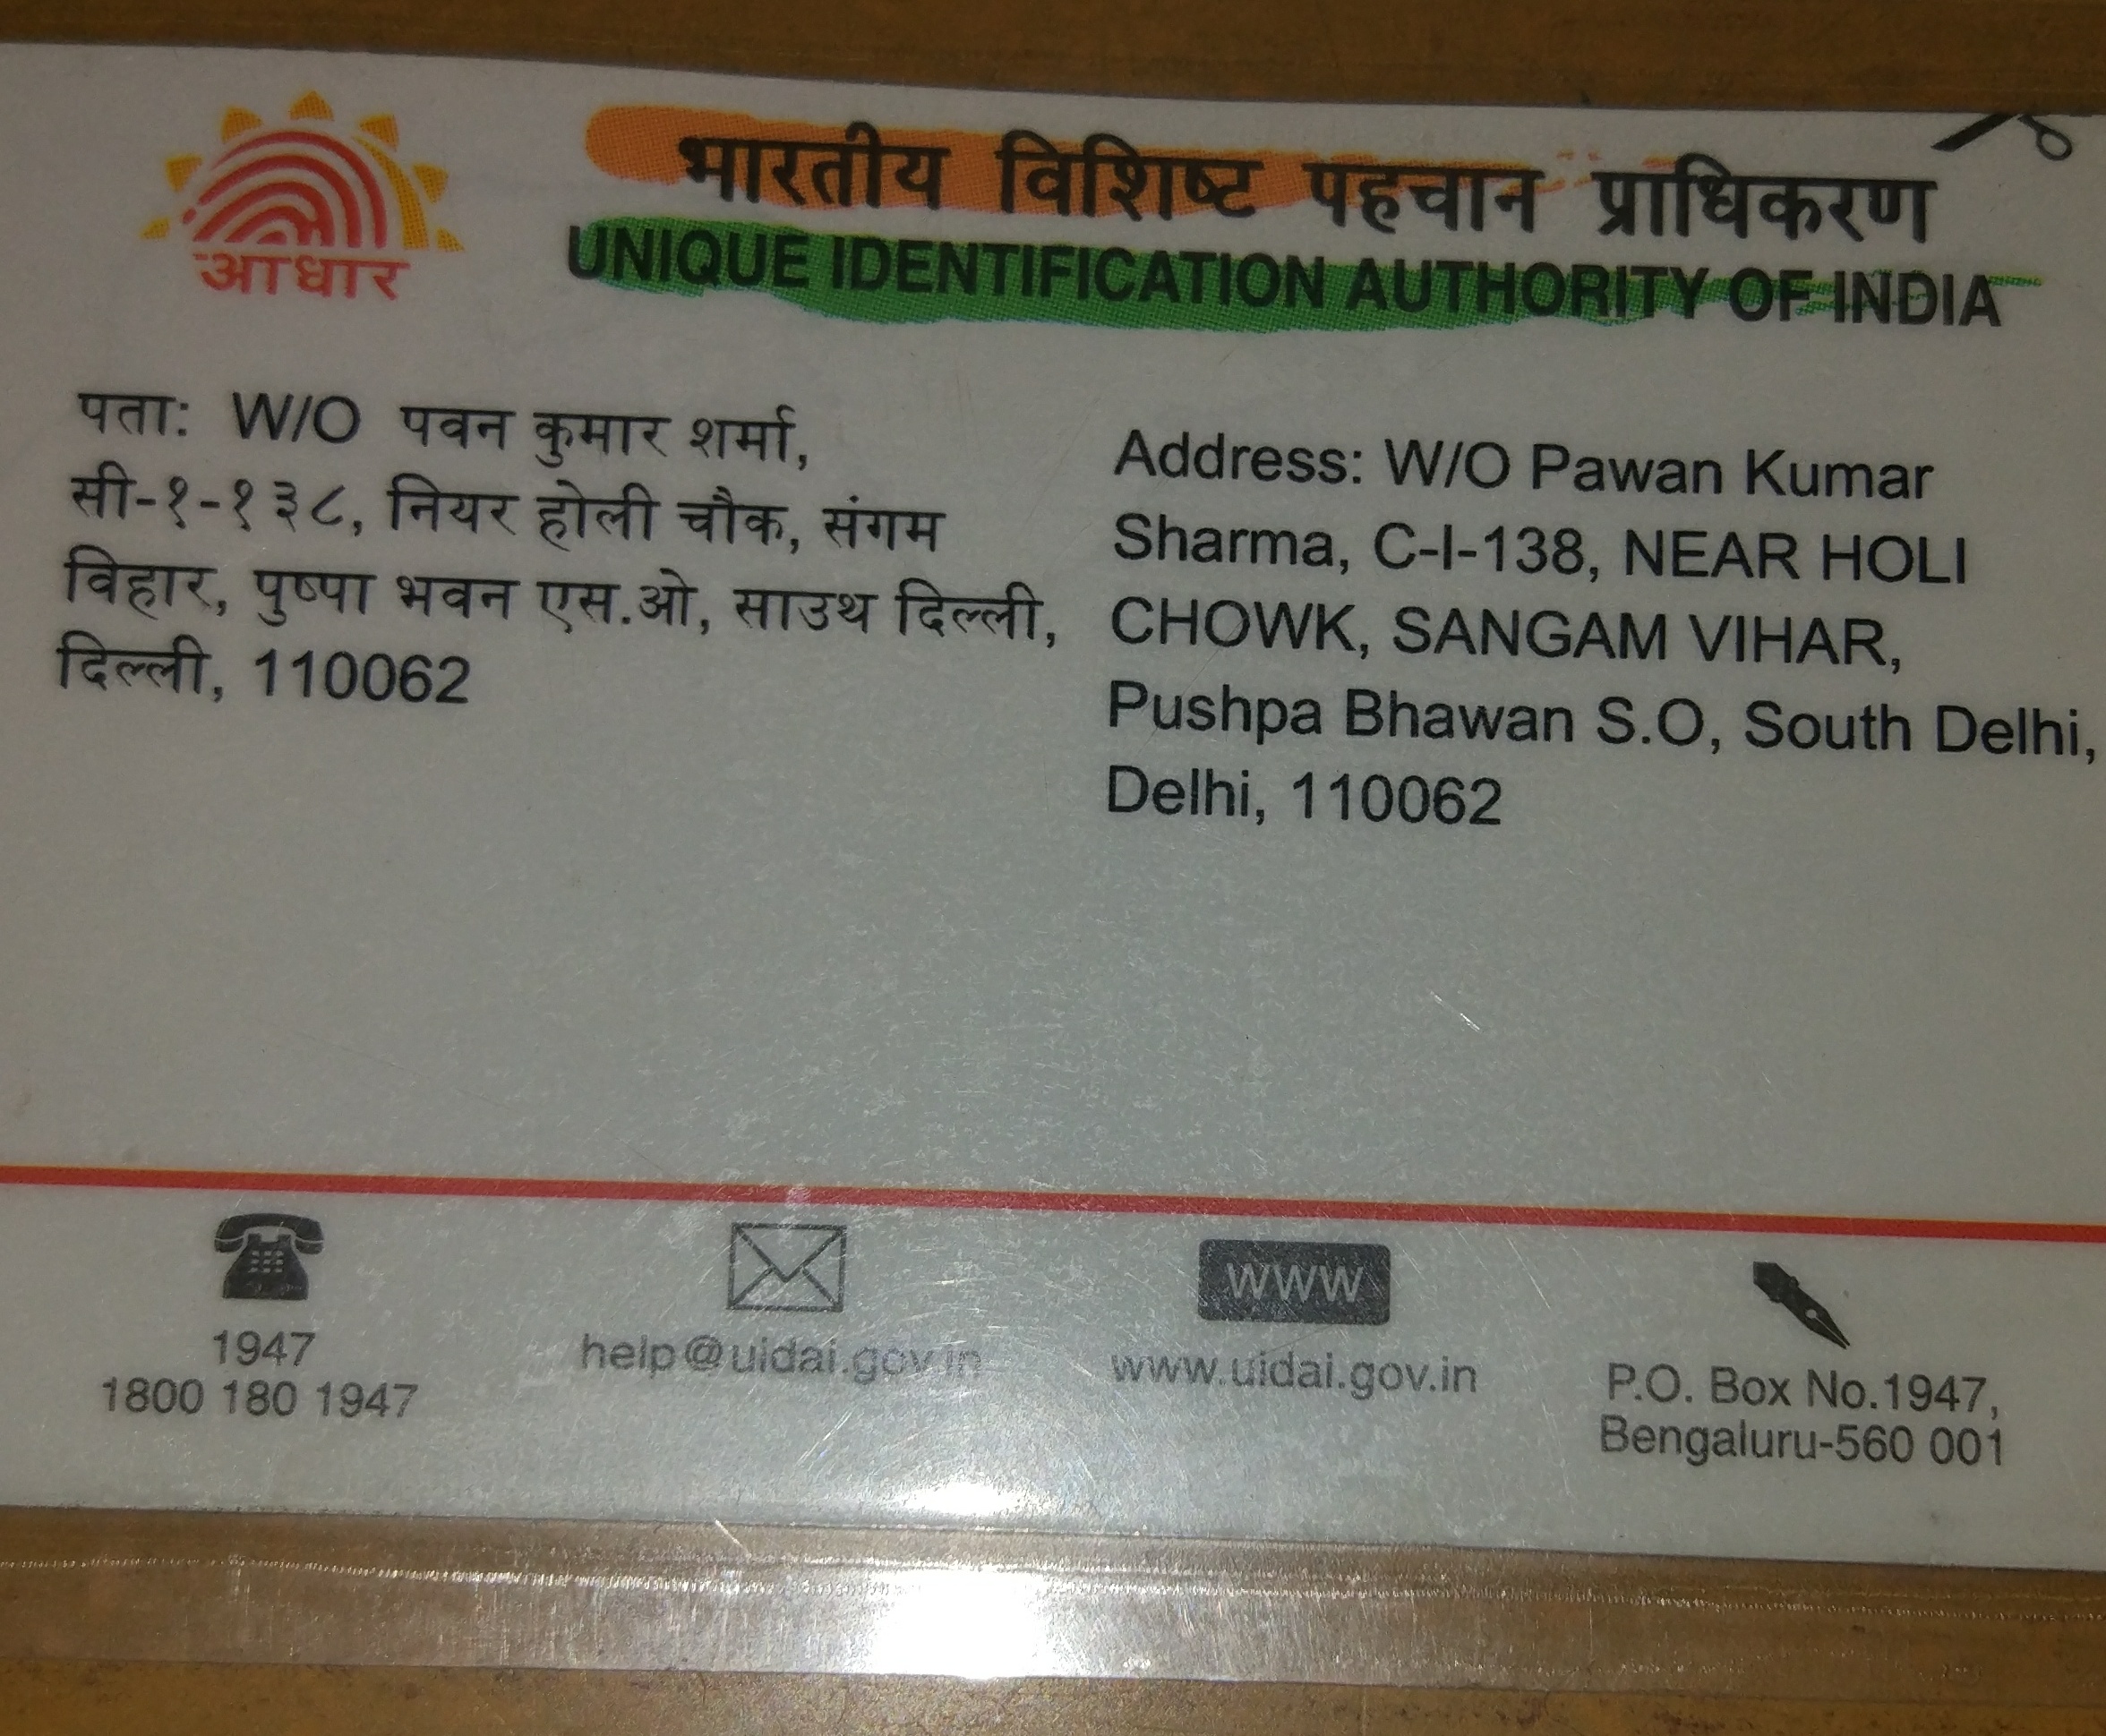 आधार
भारतीय विशिष्ट पहचान प्राधिकरण
UNIQUE IDENTIFICATION AUTHORITY OF INDIA
पता: W/O पवन कुमार शर्मा,
सी-१-१३८, नियर होली चौक, संगम
विहार, पुष्पा भवन एस.ओ, साउथ दिल्ली,
दिल्ली, 110062
Address: W/O Pawan Kumar
Sharma, C-I-138, NEAR HOLI
CHOWK, SANGAM VIHAR,
Pushpa Bhawan S.O, South Delhi,
Delhi, 110062
1947
1800 180 1947
help@uidai.gov.in
www
www.uidai.gov.in
P.O. Box No.1947,
Bengaluru-560 001